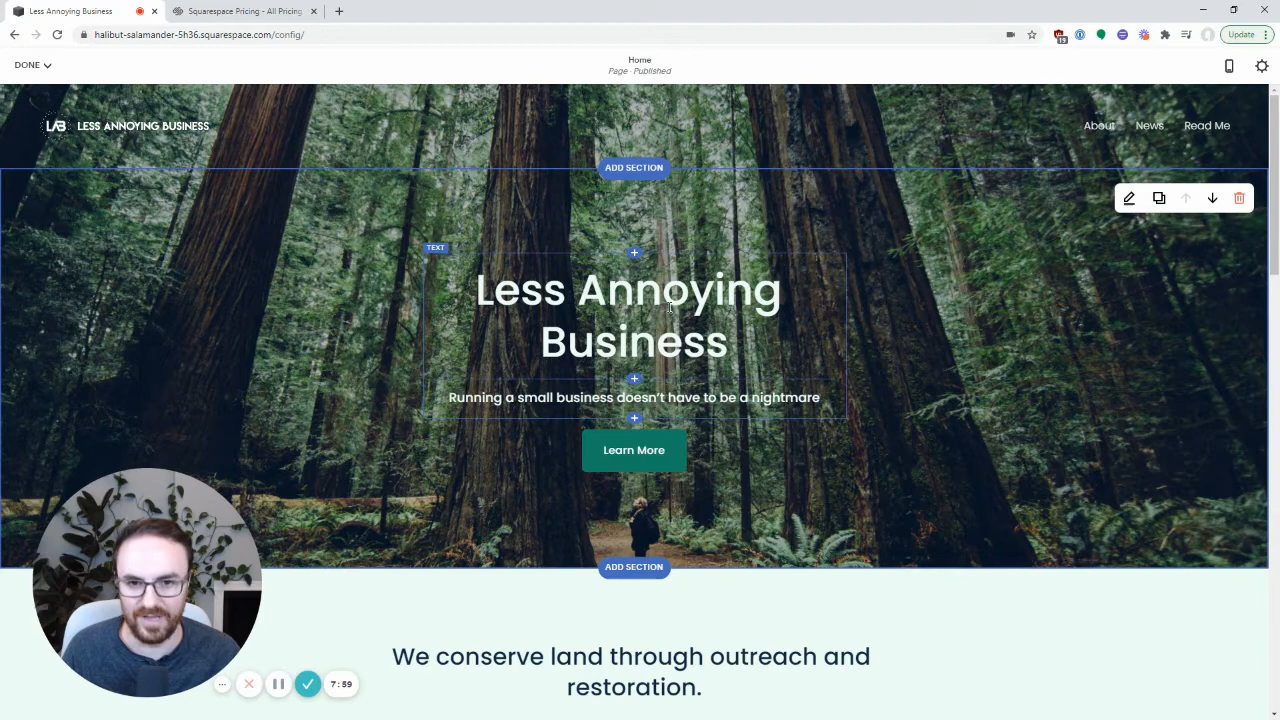 Less Annoying Business
Squarespace Pricing - All Pricing
halibut-salamander-5h36.squarespace.com/config/
13
Update
DONE
Home
Page · Published
LAB LESS ANNOYING BUSINESS
About News Read Me
ADD SECTION
TEXT
Less Annoying
Business
Running a small business doesn't have to be a nightmare
Learn More
ADD SECTION
We conserve land through outreach and
restoration.
7:59